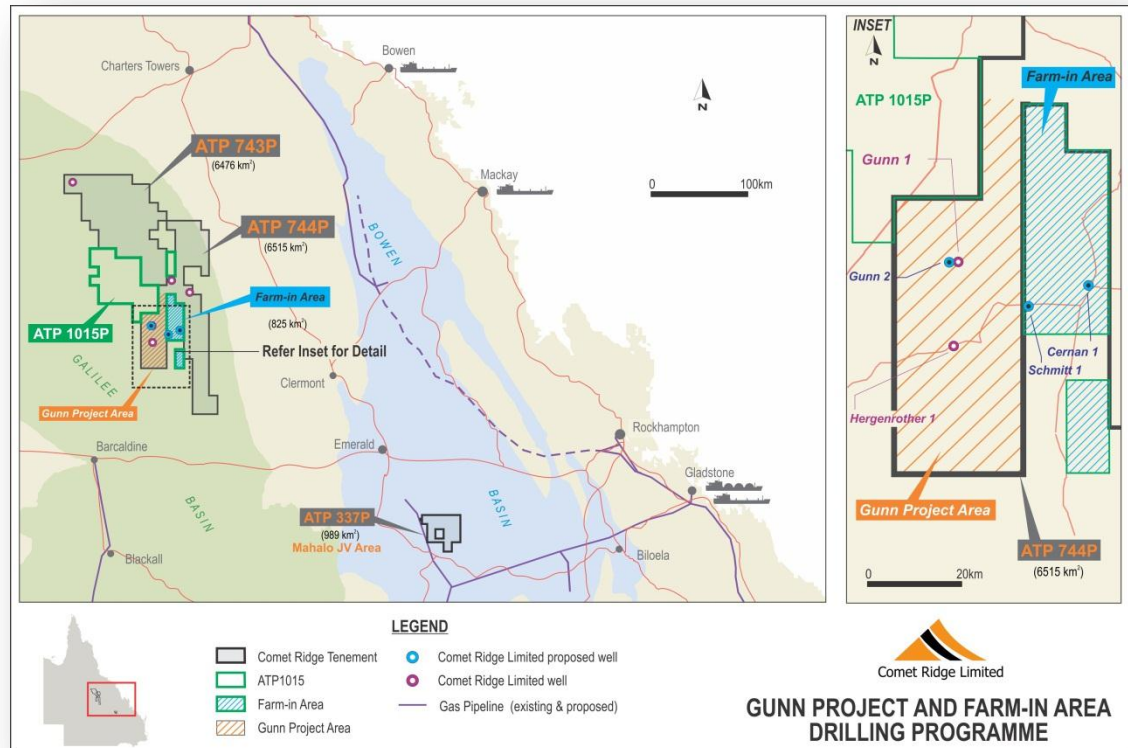 Bowen
Charters Towers
N
ATP 743P
(6476 km²)
Mackay
0 100km
ATP 744P
(6515 km²)
BOWEN
Farm-in Area
(825 km²)
ATP 1015P
Refer Inset for Detail
GALILEE
Clermont
Gunn Project Area
Rockhampton
Barcaldine
Emerald
Gladstone
BASIN
BASIN
ATP 337P
(989 km²)
Mahalo JV Area
Blackall
Biloela
INSET
N
Farm-in Area
ATP 1015P
Gunn 1
Gunn 2
Cernan 1
Schmitt 1
Hergenrother 1
Gunn Project Area
ATP 744P
(6515 km²)
0 20km
LEGEND
Comet Ridge Tenement
ATP1015
Farm-in Area
Gunn Project Area
Comet Ridge Limited proposed well
Comet Ridge Limited well
Gas Pipeline (existing & proposed)
Comet Ridge Limited
GUNN PROJECT AND FARM-IN AREA
DRILLING PROGRAMME